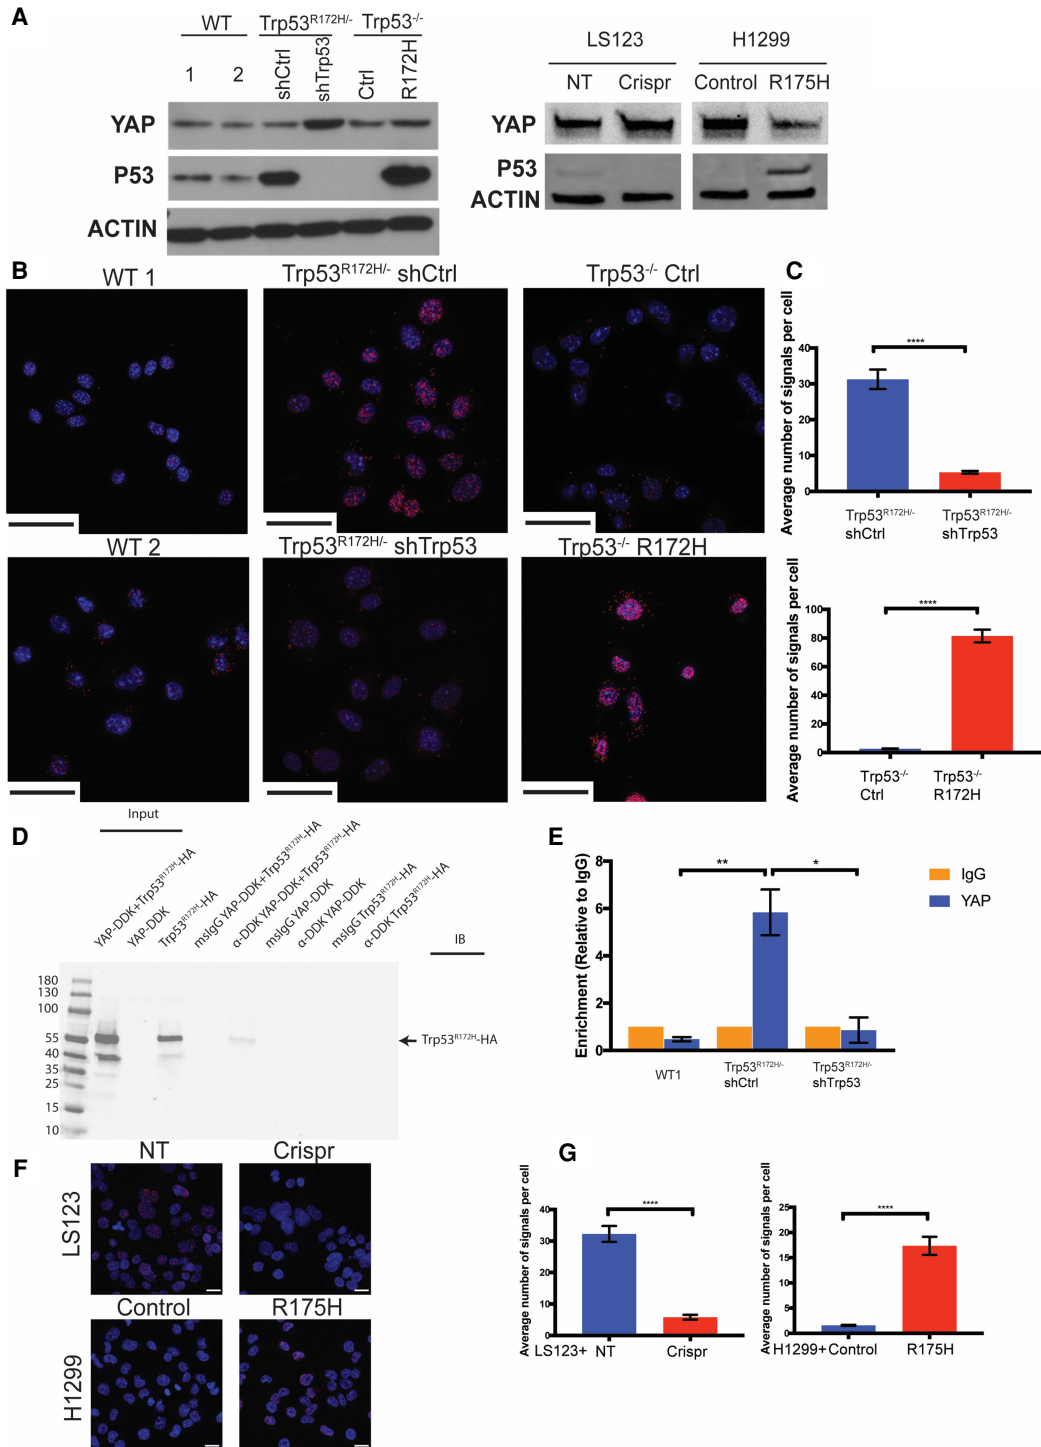 A
WT Trp53R172H/- Trp53-/-
1 2 shCtrl shTrp53 Ctrl R172H
YAP
P53
ACTIN
LS123 H1299
NT Crispr Control R175H
YAP
P53
ACTIN
B
WT 1 Trp53R172H/- shCtrl Trp53-/- Ctrl
WT 2 Trp53R172H/- shTrp53 Trp53-/- R172H
C
Average number of signals per cell
40
30
20
10
0
****
Trp53R172H/- shCtrl
Trp53R172H/- shTrp53
Average number of signals per cell
100
80
60
40
20
0
****
Trp53-/- Ctrl
Trp53-/- R172H
D
Input
YAP-DDK+Trp53R172H-HA
YAP-DDK
Trp53R172H-HA
msIgG YAP-DDK+Trp53R172H-HA
α-DDK YAP-DDK+Trp53R172H-HA
msIgG YAP-DDK
α-DDK YAP-DDK
msIgG Trp53R172H-HA
α-DDK Trp53R172H-HA
IB
180
130
100
55
40
35
25
15
10
Trp53R172H-HA
E
Enrichment (Relative to IgG)
8
6
4
2
0
** *
IgG
YAP
WT1
Trp53R172H/- shCtrl
Trp53R172H/- shTrp53
F
NT Crispr
LS123
Control R175H
H1299
G
Average number of signals per cell
40
30
20
10
0
****
LS123+ NT Crispr
Average number of signals per cell
25
20
15
10
5
0
****
H1299+Control R175H